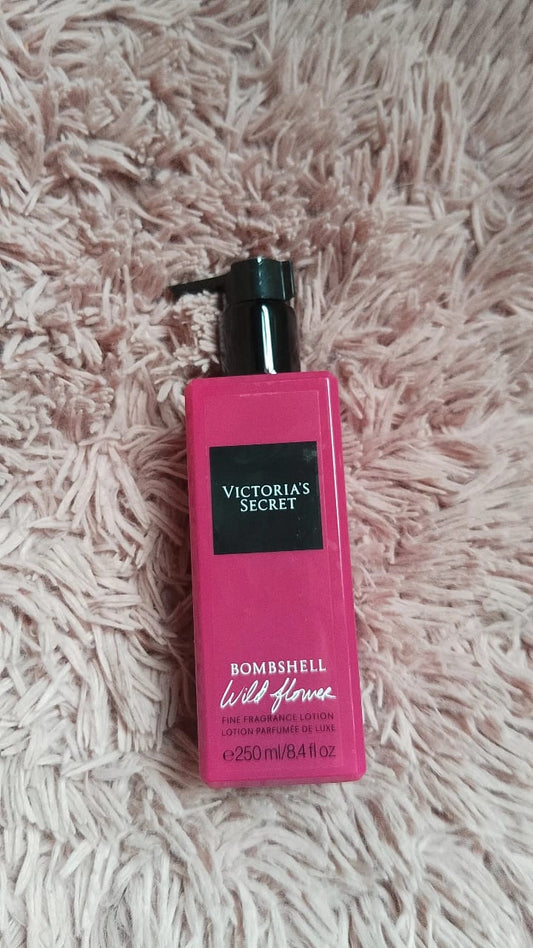 VICTORIA'S
SECRET
BOMBSHELL
Wild flower
FINE FRAGRANCE LOTION
LOTION PARFUMÉE DE LUXE
℮250 ml/8,4 fl oz